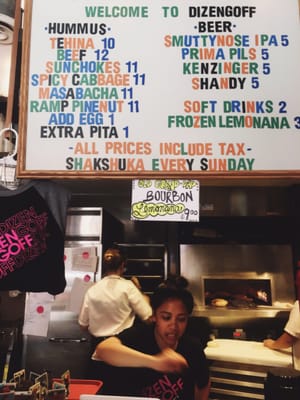 WELCOME TO DIZENGOFF
·HUMMUS·
TEHINA 10
BEEF 12
SUNCHOKES 11
SPICY CABBAGE 11
MASABACHA 11
RAMP PINENUT 11
ADD EGG 1
EXTRA PITA 1
·BEER·
SMUTTYNOSE IPA 5
PRIMA PILS 5
KENZINGER 5
SHANDY 5
SOFT DRINKS 2
FROZEN LEMONANA 3
-ALL PRICES INCLUDE TAX-
SHAKSHUKA EVERY SUNDAY
BOURBON
Lemonana $9.00